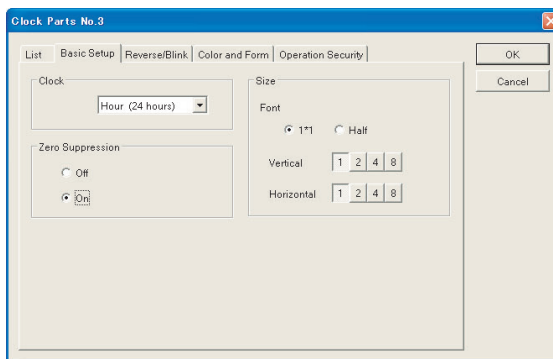 Clock Parts No.3
List Basic Setup Reverse/Blink Color and Form Operation Security
OK
Cancel
Clock
Hour (24 hours)
Zero Suppression
Off
On
Size
Font
1*1 Half
Vertical 1 2 4 8
Horizontal 1 2 4 8